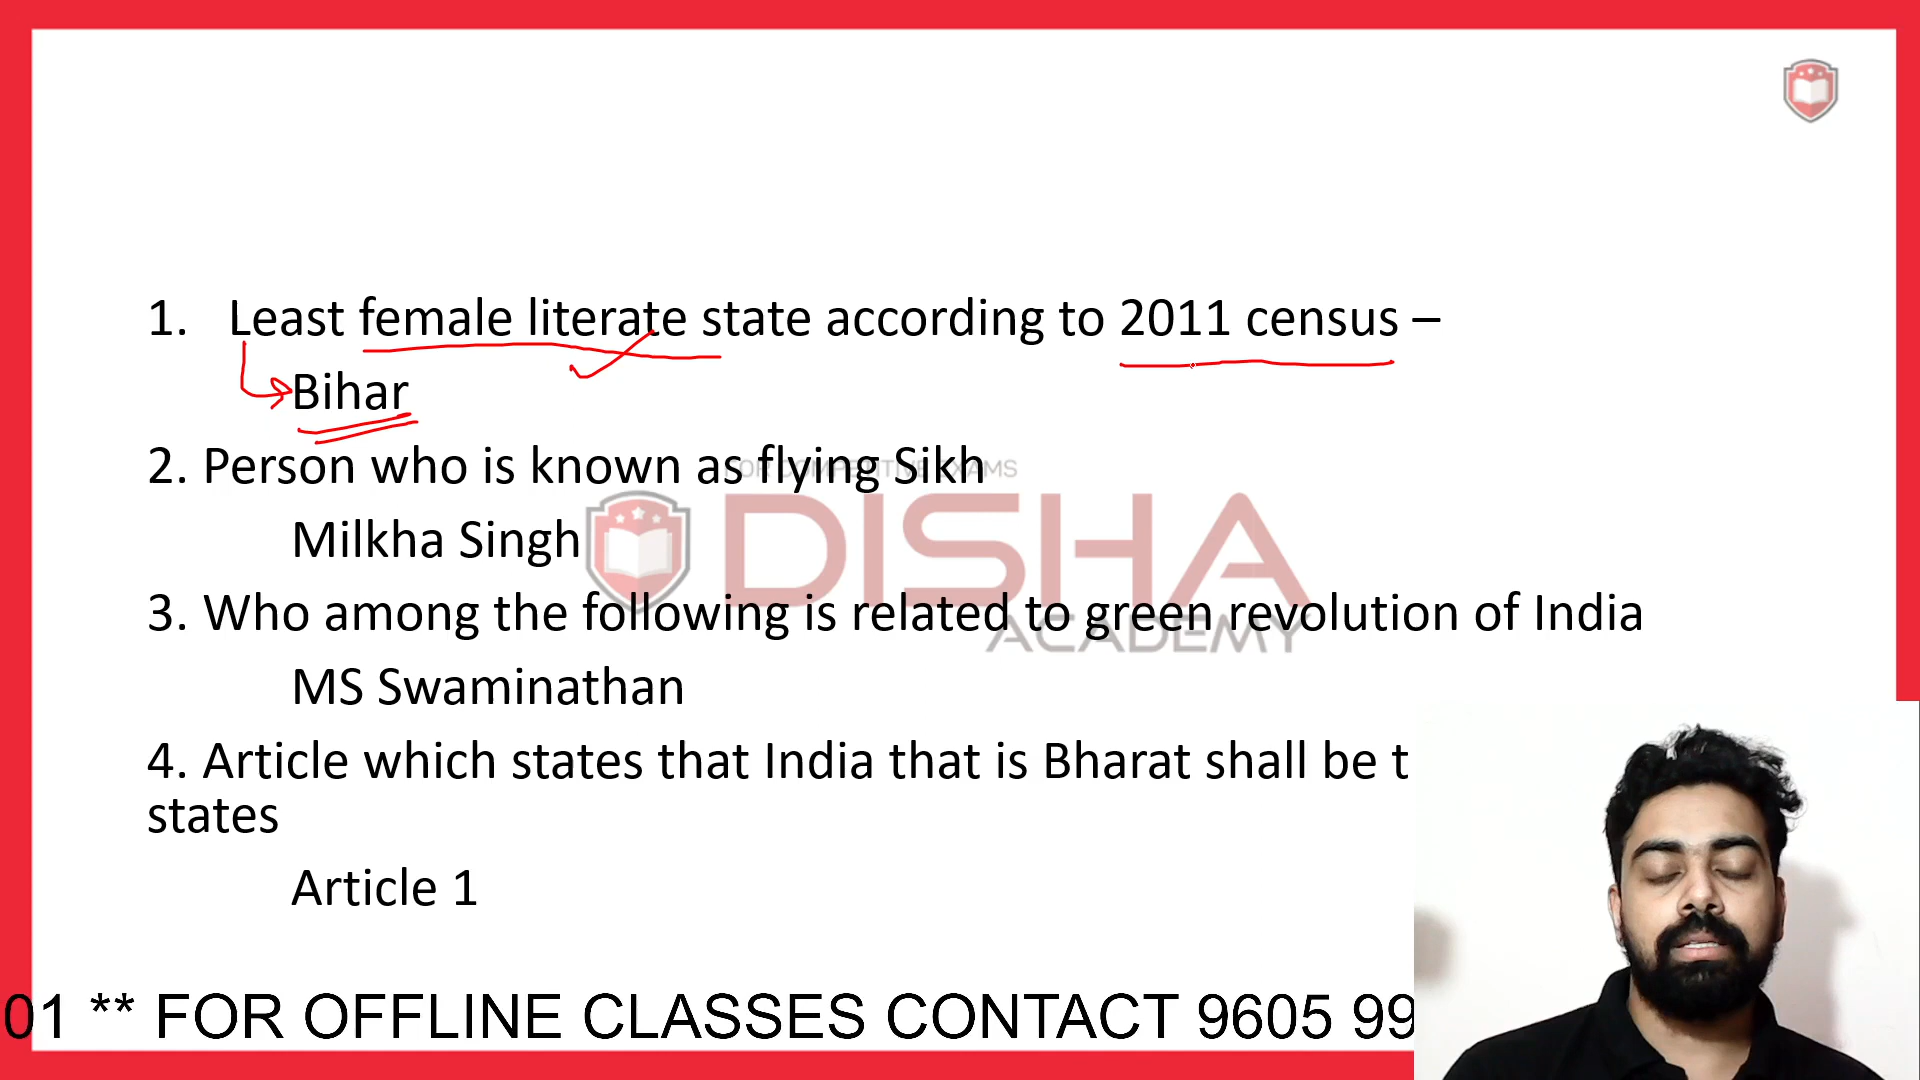 1. Least female literate state according to 2011 census –
Bihar
2. Person who is known as flying Sikh
Milkha Singh
3. Who among the following is related to green revolution of India
MS Swaminathan
4. Article which states that India that is Bharat shall be t
states
Article 1
FOR COMPETITIVE EXAMS
DISHA
ACADEMY
01 ** FOR OFFLINE CLASSES CONTACT 9605 99